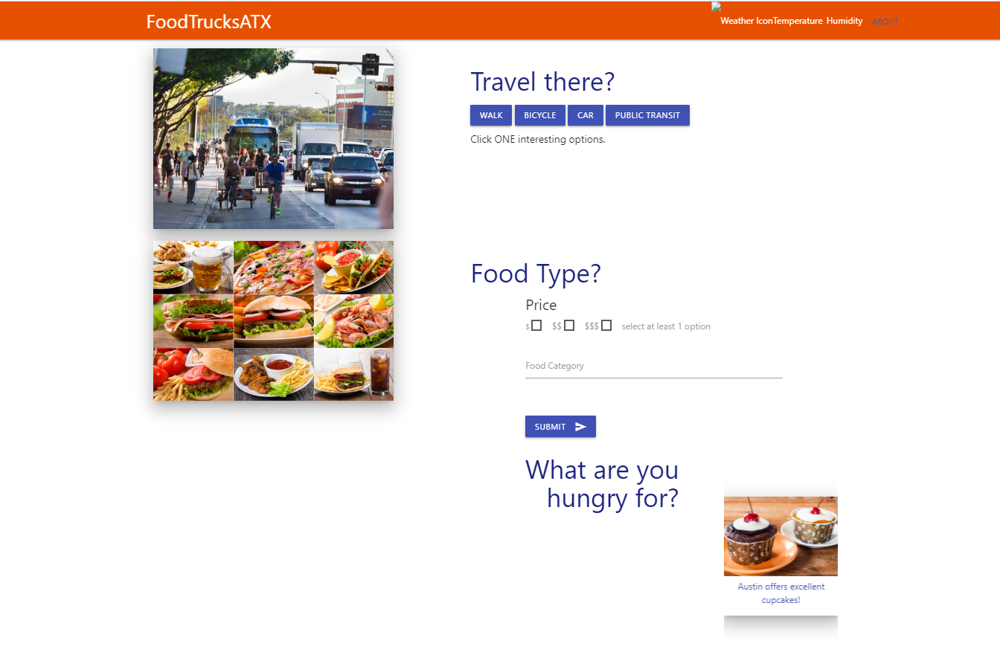 FoodTrucksATX
Weather IconTemperature Humidity ABOUT
Travel there?
WALK BICYCLE CAR PUBLIC TRANSIT
Click ONE interesting options.
Food Type?
Price
$ $$ $$$ select at least 1 option
Food Category
SUBMIT
What are you
hungry for?
Austin offers excellent
cupcakes!